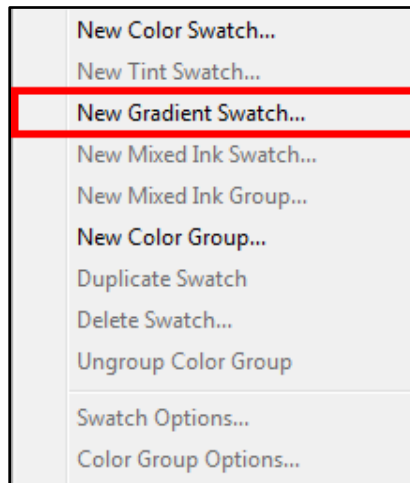 New Color Swatch...
New Tint Swatch...
New Gradient Swatch...
New Mixed Ink Swatch...
New Mixed Ink Group...
New Color Group...
Duplicate Swatch
Delete Swatch...
Ungroup Color Group
Swatch Options...
Color Group Options...